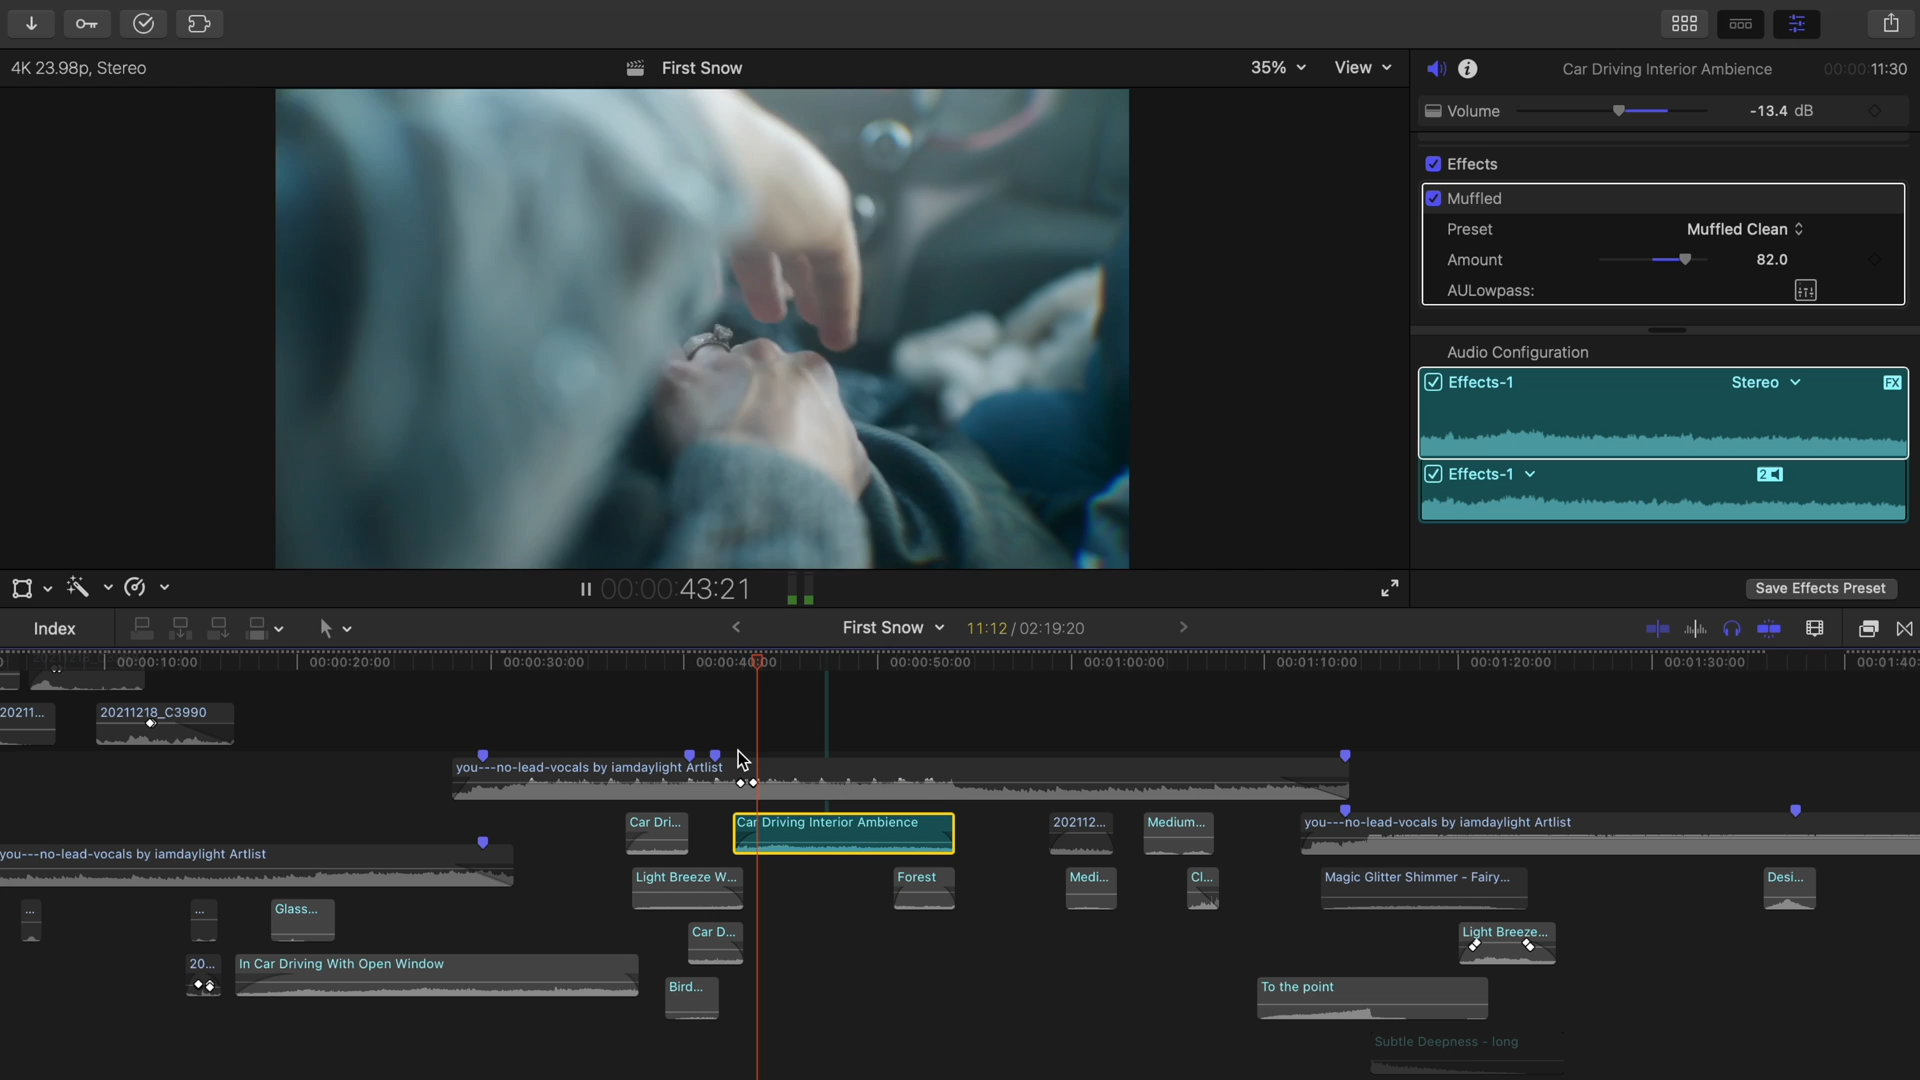 4K 23.98p, Stereo
First Snow
35%
View
Car Driving Interior Ambience
00:00:11:30
Volume
-13.4 dB
Effects
Muffled
Preset
Muffled Clean
Amount
82.0
AULowpass:
Audio Configuration
Effects-1
Stereo
FX
Effects-1
2
00:00:43:21
Save Effects Preset
Index
First Snow
11:12 / 02:19:20
00:00:10:00
00:00:20:00
00:00:30:00
00:00:40:00
00:00:50:00
00:01:00:00
00:01:10:00
00:01:20:00
00:01:30:00
00:01:40:
20211...
20211218_C3990
you---no-lead-vocals by iamdaylight Artlist
Car Dri...
Car Driving Interior Ambience
202112...
Medium...
you---no-lead-vocals by iamdaylight Artlist
you---no-lead-vocals by iamdaylight Artlist
Light Breeze W...
Forest
Medi...
Cl...
Magic Glitter Shimmer - Fairy...
Desi...
...
...
Glass...
Car D...
Light Breeze...
20...
In Car Driving With Open Window
Bird...
To the point
Subtle Deepness - long